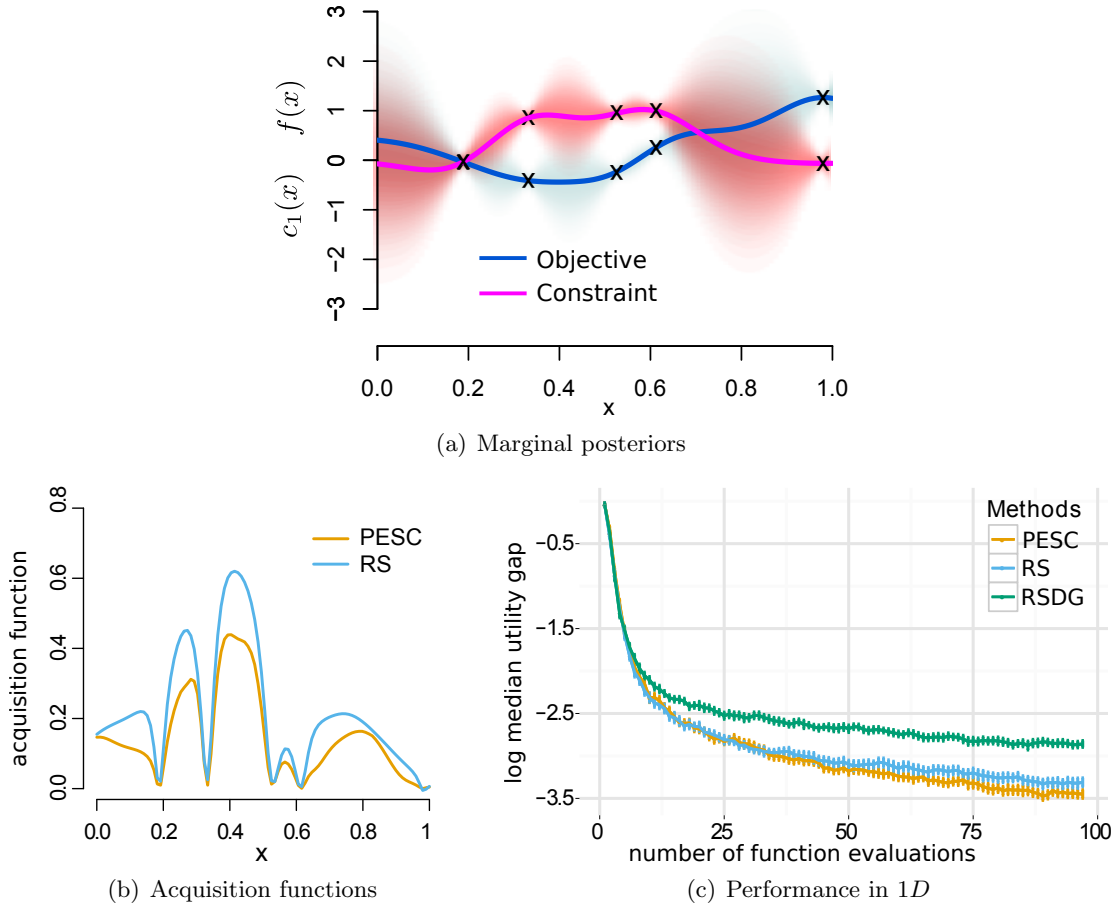 3
2
1
0
−1
−2
−3
c₁(x) f(x)
X X X X X X X X X
Objective
Constraint
0.0 0.2 0.4 0.6 0.8 1.0
x
(a) Marginal posteriors
0.8
0.6
0.4
0.2
0.0
acquisition function
PESC
RS
0.0 0.2 0.4 0.6 0.8 1
x
(b) Acquisition functions
−0.5
−1.5
−2.5
−3.5
log median utility gap
Methods
PESC
RS
RSDG
0 25 50 75 100
number of function evaluations
(c) Performance in 1D